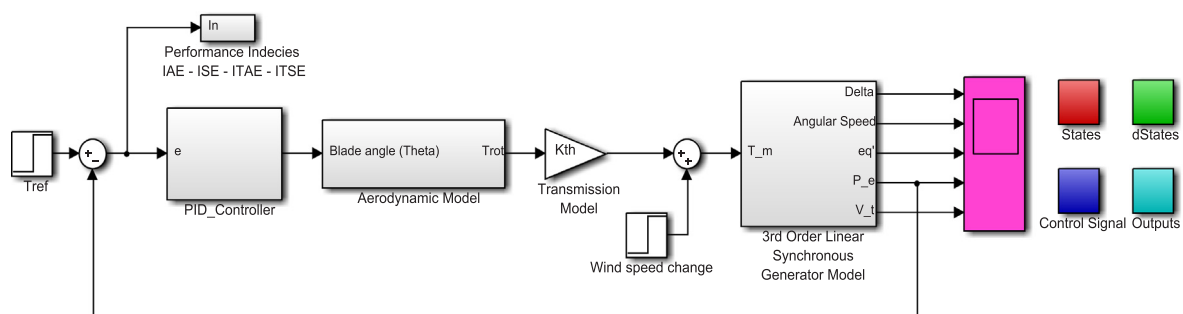 In
Performance Indecies
IAE - ISE - ITAE - ITSE
Tref
+
−
e
PID_Controller
Blade angle (Theta)
Trot
Aerodynamic Model
Kth
Transmission
Model
+
+
Wind speed change
T_m
Delta
Angular Speed
eq'
P_e
V_t
3rd Order Linear
Synchronous
Generator Model
States
dStates
Control Signal
Outputs